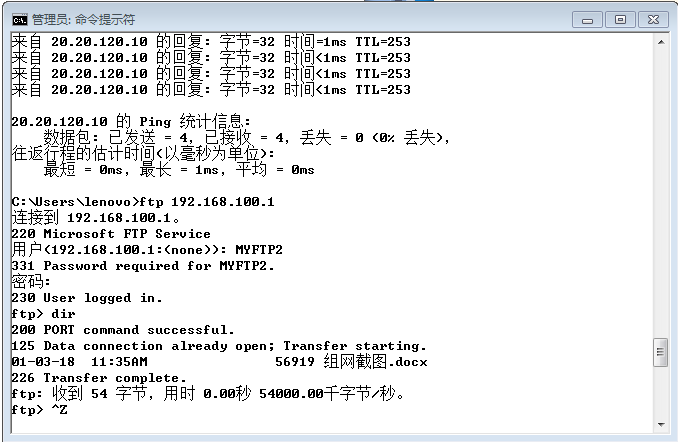 管理员: 命令提示符
来自 20.20.120.10 的回复: 字节=32 时间=1ms TTL=253
来自 20.20.120.10 的回复: 字节=32 时间<1ms TTL=253
来自 20.20.120.10 的回复: 字节=32 时间<1ms TTL=253
来自 20.20.120.10 的回复: 字节=32 时间<1ms TTL=253
20.20.120.10 的 Ping 统计信息:
数据包: 已发送 = 4, 已接收 = 4, 丢失 = 0 (0% 丢失),
往返行程的估计时间(以毫秒为单位):
最短 = 0ms, 最长 = 1ms, 平均 = 0ms
C:\Users\lenovo>ftp 192.168.100.1
连接到 192.168.100.1。
220 Microsoft FTP Service
用户(192.168.100.1:(none)): MYFTP2
331 Password required for MYFTP2.
密码:
230 User logged in.
ftp> dir
200 PORT command successful.
125 Data connection already open; Transfer starting.
01-03-18  11:35AM                56919 组网截图.docx
226 Transfer complete.
ftp: 收到 54 字节，用时 0.00秒 54000.00千字节/秒。
ftp> ^Z